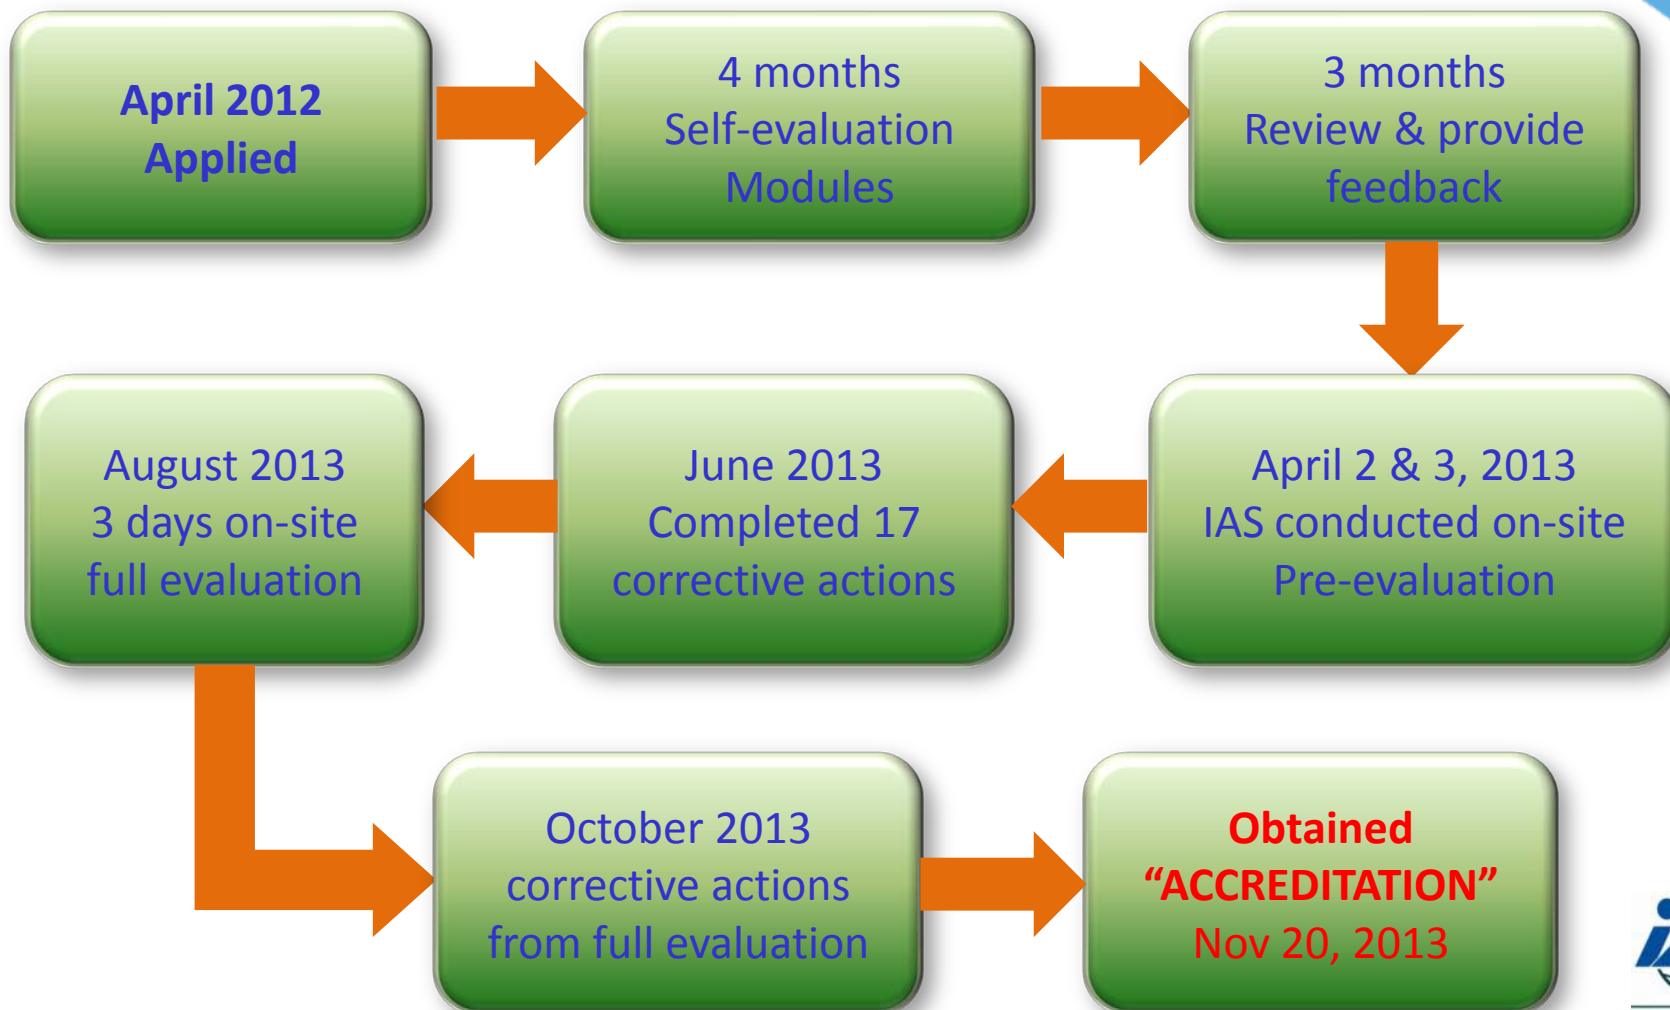 April 2012
Applied
4 months
Self-evaluation
Modules
3 months
Review & provide
feedback
April 2 & 3, 2013
IAS conducted on-site
Pre-evaluation
June 2013
Completed 17
corrective actions
August 2013
3 days on-site
full evaluation
October 2013
corrective actions
from full evaluation
Obtained
“ACCREDITATION”
Nov 20, 2013